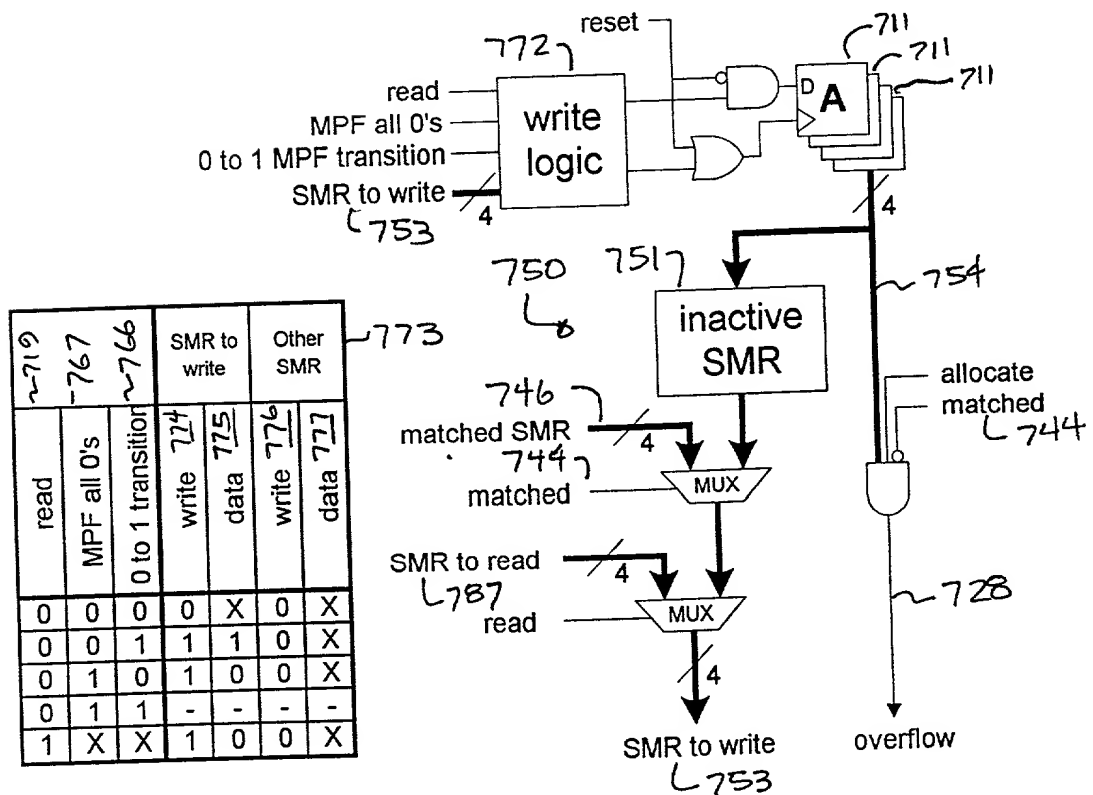 reset
772
711
711
711
read
MPF all 0's
0 to 1 MPF transition
SMR to write
753
4
write
logic
D
A
4
750
751
754
inactive
SMR
746
matched SMR
4
744
matched
MUX
allocate
matched
744
SMR to read
787
4
read
MUX
4
728
SMR to write
753
overflow
773
719 767 766 SMR to write Other SMR
read MPF all 0's 0 to 1 transition write 774 data 775 write 776 data 777
0 0 0 0 X 0 X
0 0 1 1 1 0 X
0 1 0 1 0 0 X
0 1 1 - - - -
1 X X 1 0 0 X